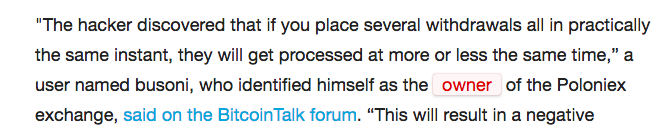 "The hacker discovered that if you place several withdrawals all in practically
the same instant, they will get processed at more or less the same time,” a
user named busoni, who identified himself as the owner of the Poloniex
exchange, said on the BitcoinTalk forum. “This will result in a negative